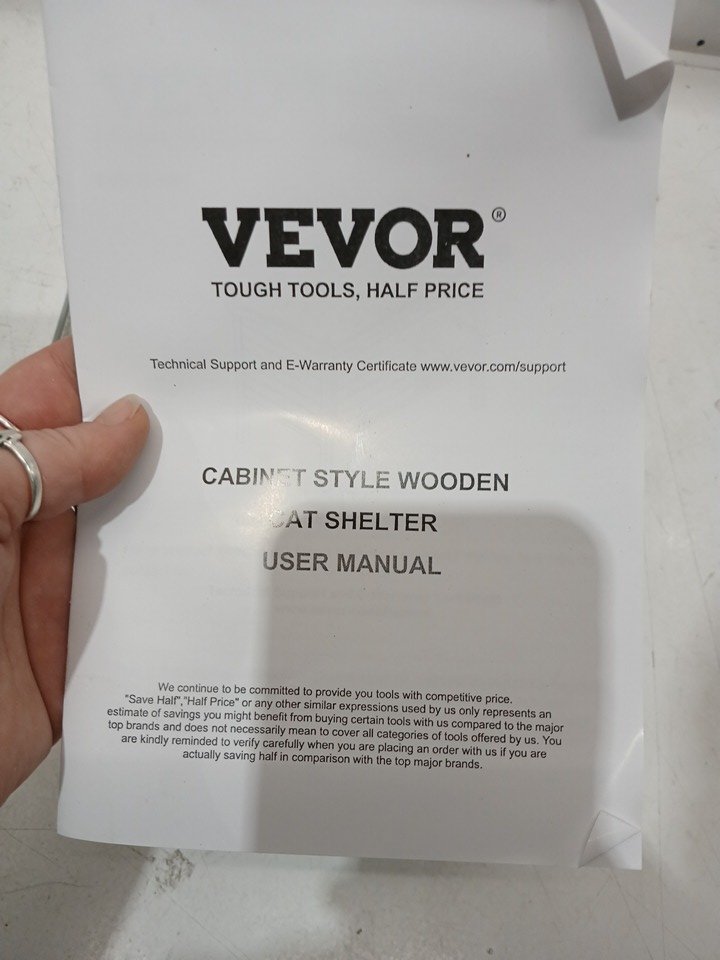 VEVOR®
TOUGH TOOLS, HALF PRICE
Technical Support and E-Warranty Certificate www.vevor.com/support
CABINET STYLE WOODEN
CAT SHELTER
USER MANUAL
We continue to be committed to provide you tools with competitive price.
"Save Half","Half Price" or any other similar expressions used by us only represents an
estimate of savings you might benefit from buying certain tools with us compared to the major
top brands and does not necessarily mean to cover all categories of tools offered by us. You
are kindly reminded to verify carefully when you are placing an order with us if you are
actually saving half in comparison with the top major brands.